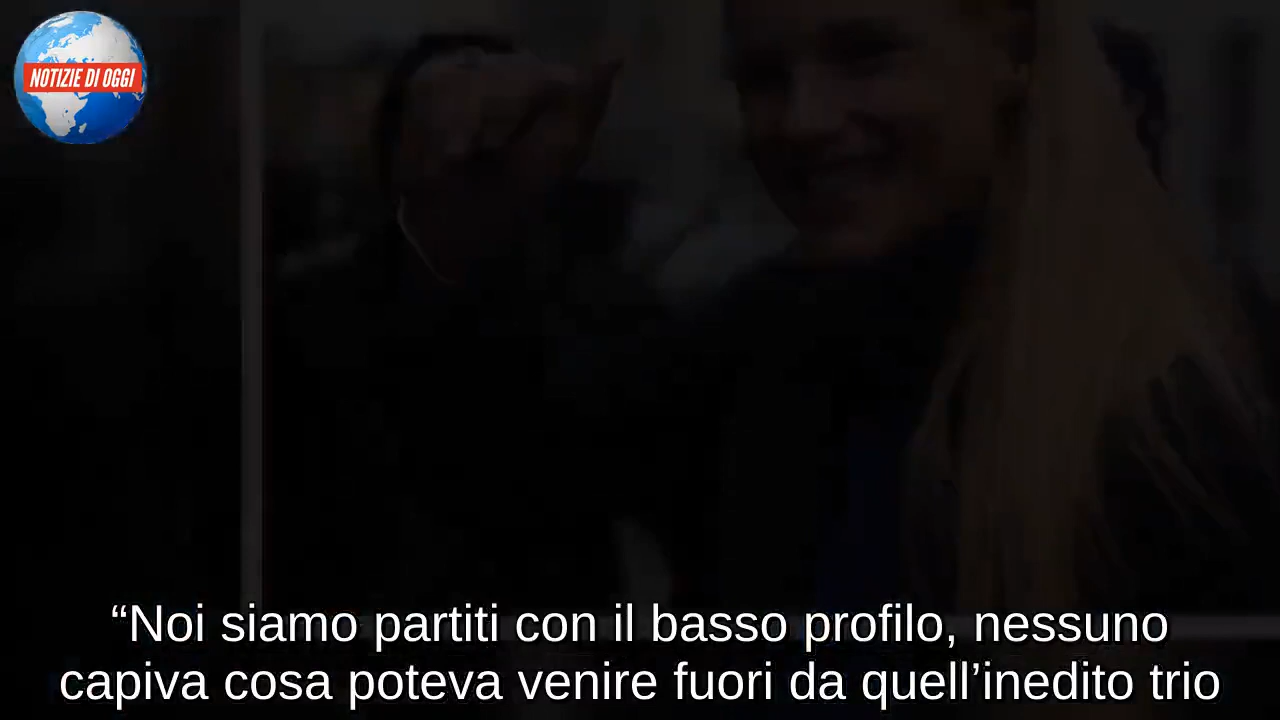 NOTIZIE DI OGGI
“Noi siamo partiti con il basso profilo, nessuno
capiva cosa poteva venire fuori da quell’inedito trio